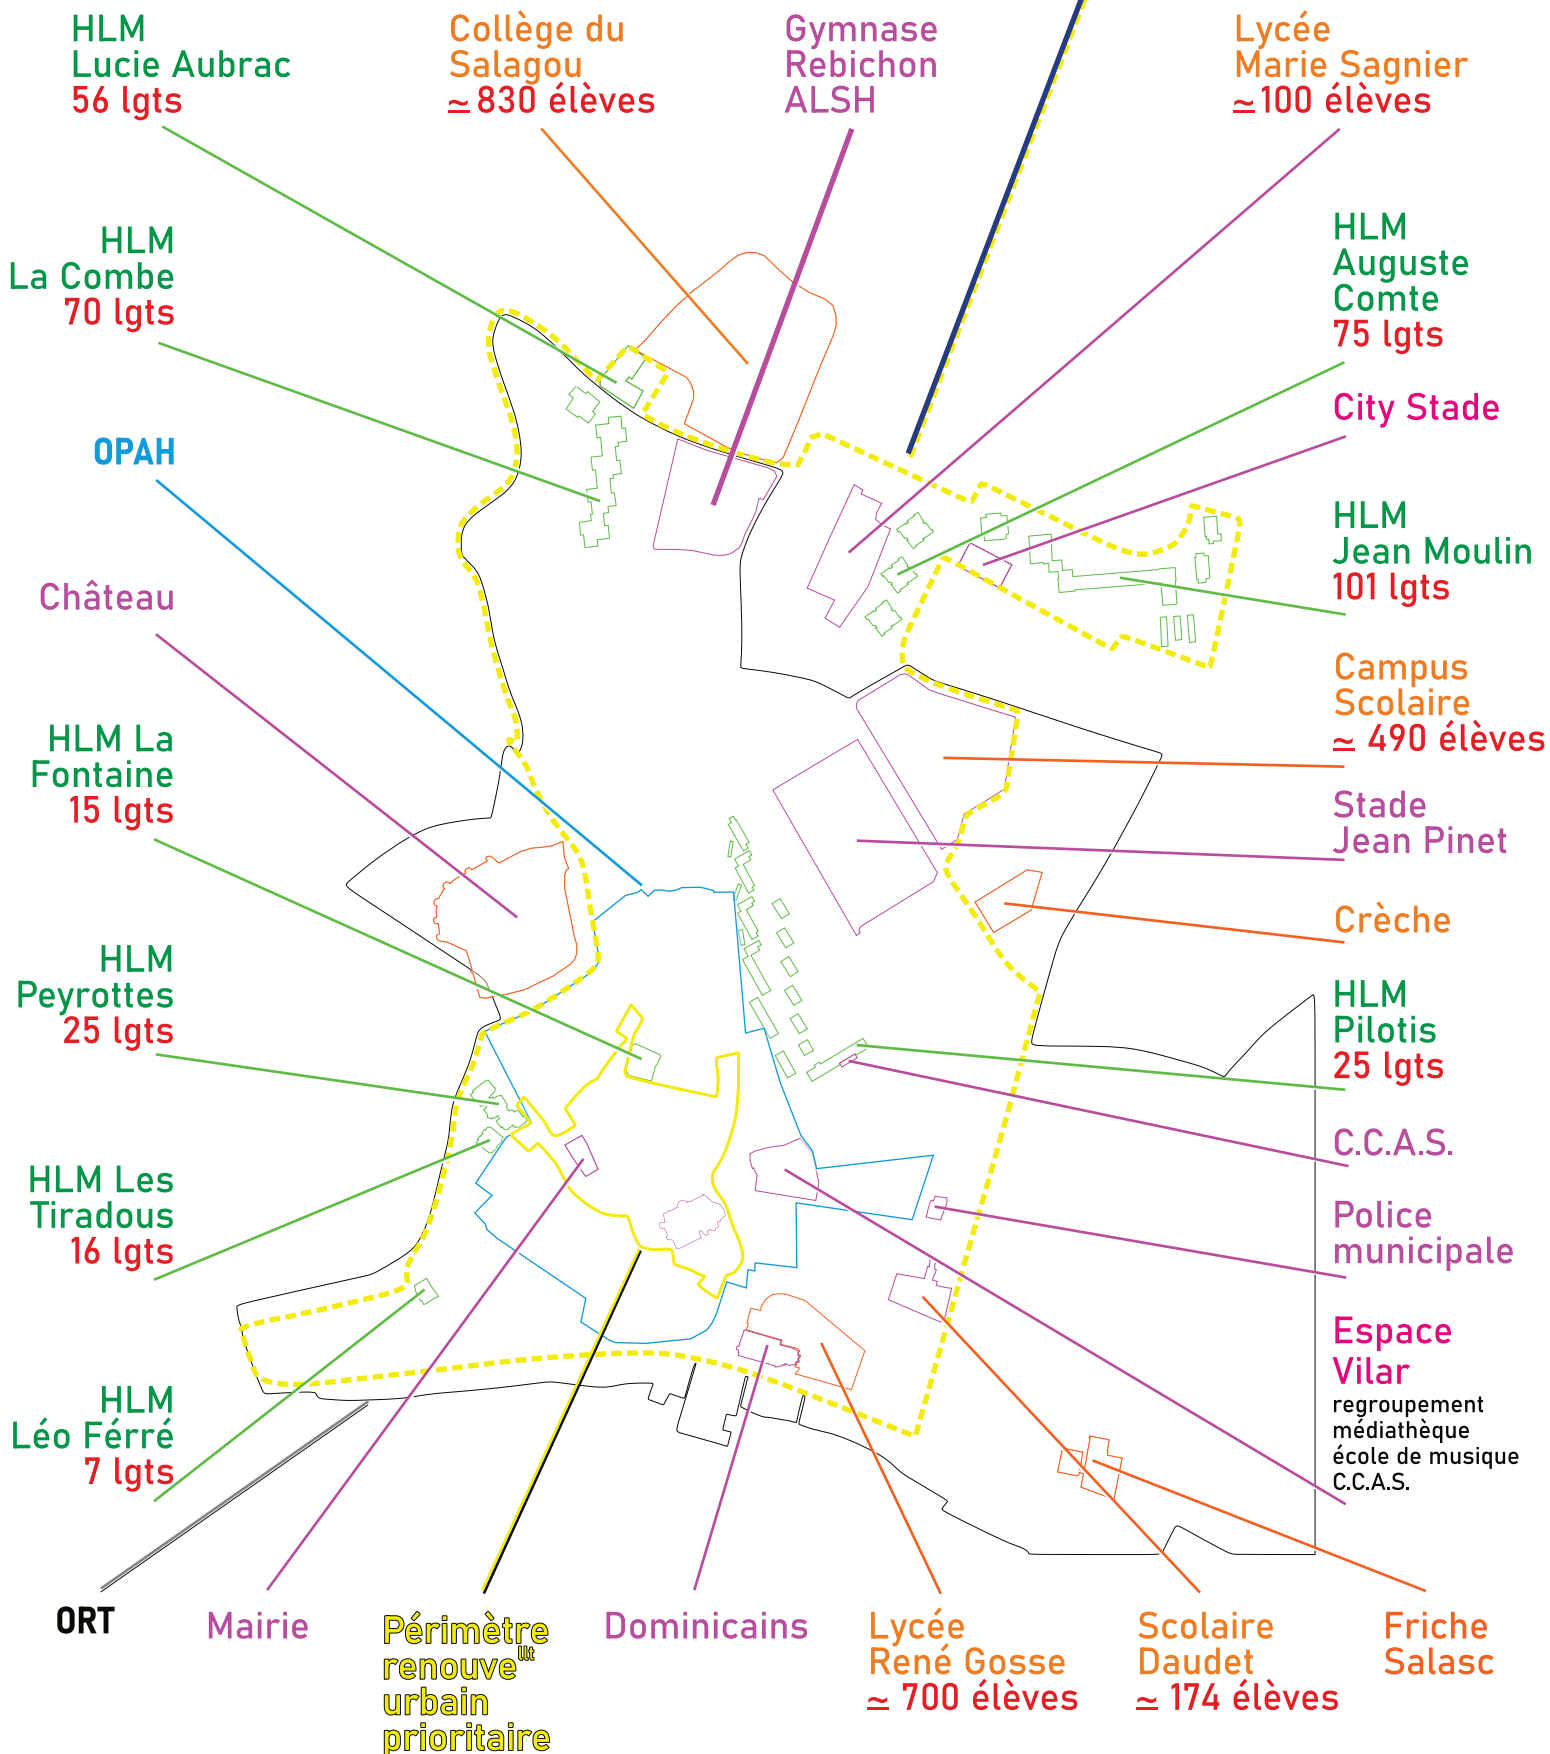 HLM
Lucie Aubrac
56 lgts
Collège du
Salagou
≃ 830 élèves
Gymnase
Rebichon
ALSH
Lycée
Marie Sagnier
≃ 100 élèves
HLM
La Combe
70 lgts
HLM
Auguste
Comte
75 lgts
City Stade
OPAH
HLM
Jean Moulin
101 lgts
Château
Campus
Scolaire
≃ 490 élèves
HLM La
Fontaine
15 lgts
Stade
Jean Pinet
Crèche
HLM
Peyrottes
25 lgts
HLM
Pilotis
25 lgts
C.C.A.S.
HLM Les
Tiradous
16 lgts
Police
municipale
Espace
Vilar
regroupement
médiathèque
école de musique
C.C.A.S.
HLM
Léo Férré
7 lgts
ORT
Mairie
Périmètre
renouveˡˡᵗ
urbain
prioritaire
Dominicains
Lycée
René Gosse
≃ 700 élèves
Scolaire
Daudet
≃ 174 élèves
Friche
Salasc